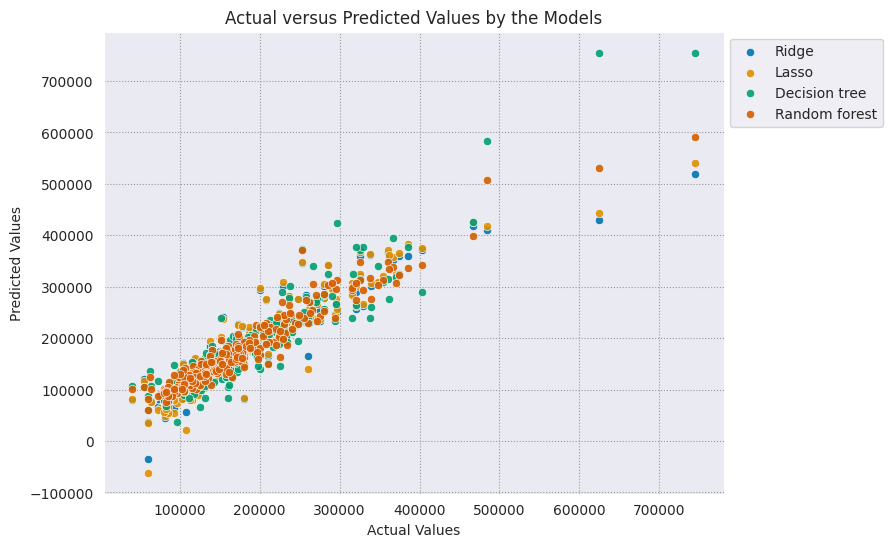 Actual versus Predicted Values by the Models
Ridge
Lasso
Decision tree
Random forest
Predicted Values
700000
600000
500000
400000
300000
200000
100000
0
−100000
100000 200000 300000 400000 500000 600000 700000
Actual Values